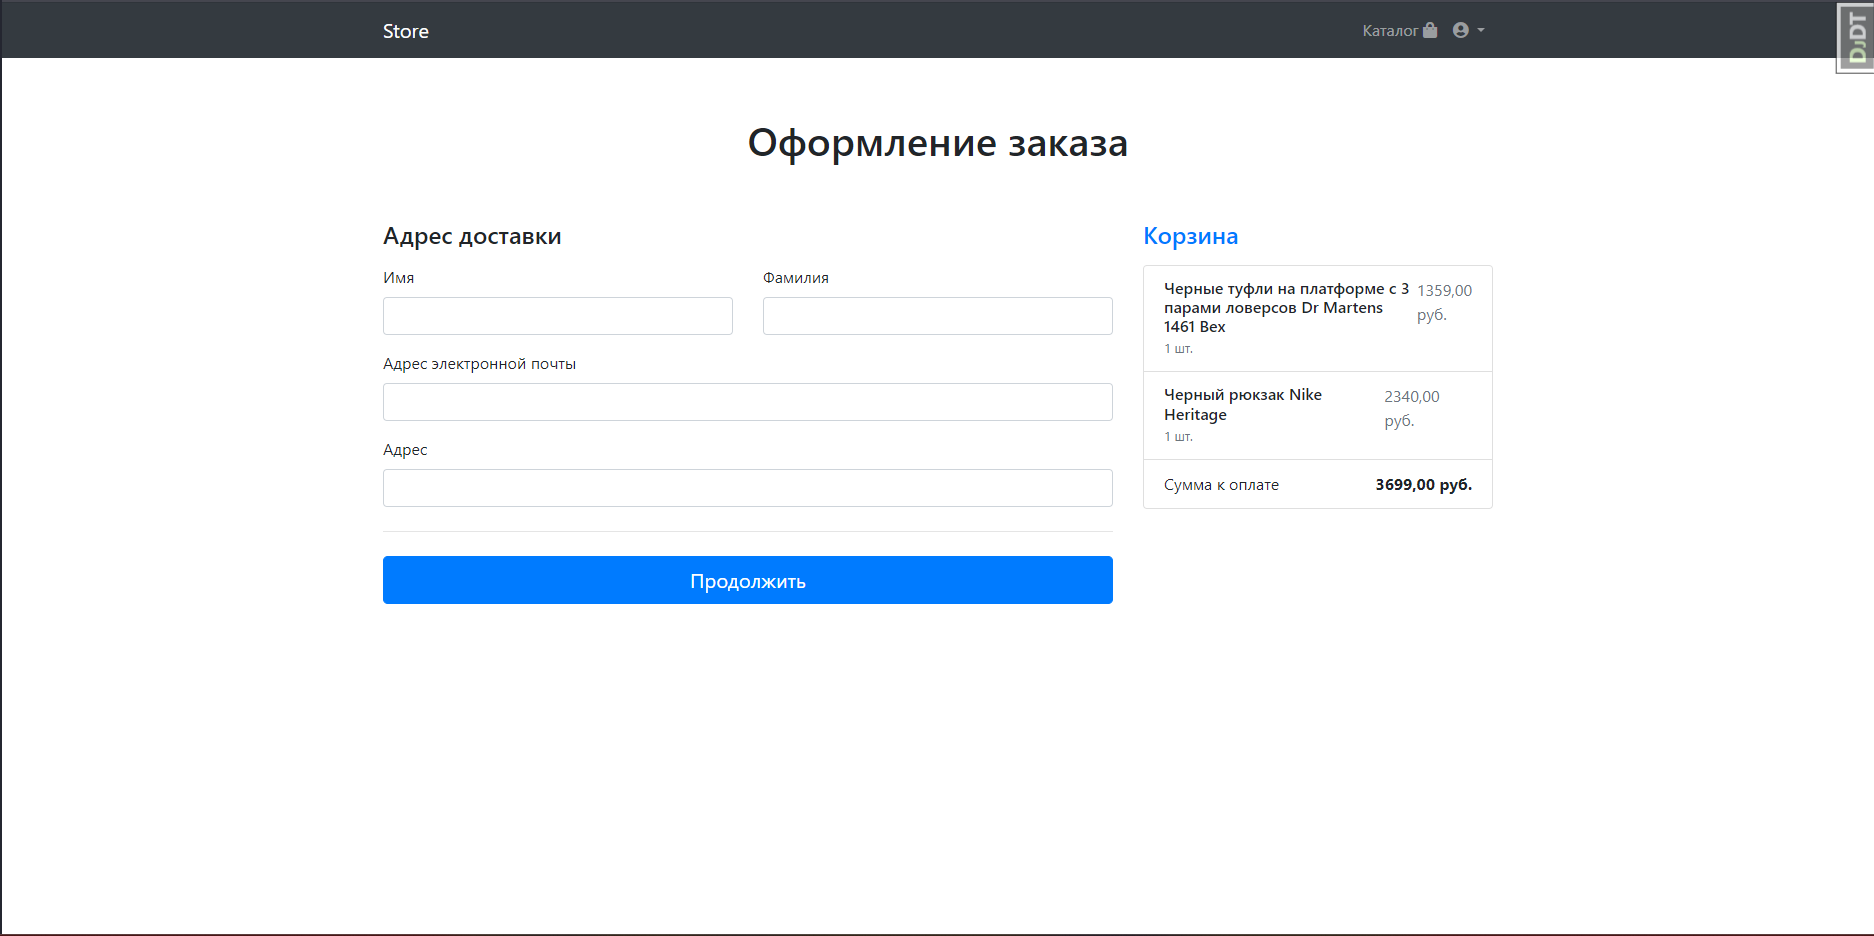 Store
Каталог
DjDT
Оформление заказа
Адрес доставки
Имя
Фамилия
Адрес электронной почты
Адрес
Продолжить
Корзина
Черные туфли на платформе с 3
парами ловерсов Dr Martens
1461 Bex
1 шт.
1359,00
руб.
Черный рюкзак Nike
Heritage
1 шт.
2340,00
руб.
Сумма к оплате
3699,00 руб.